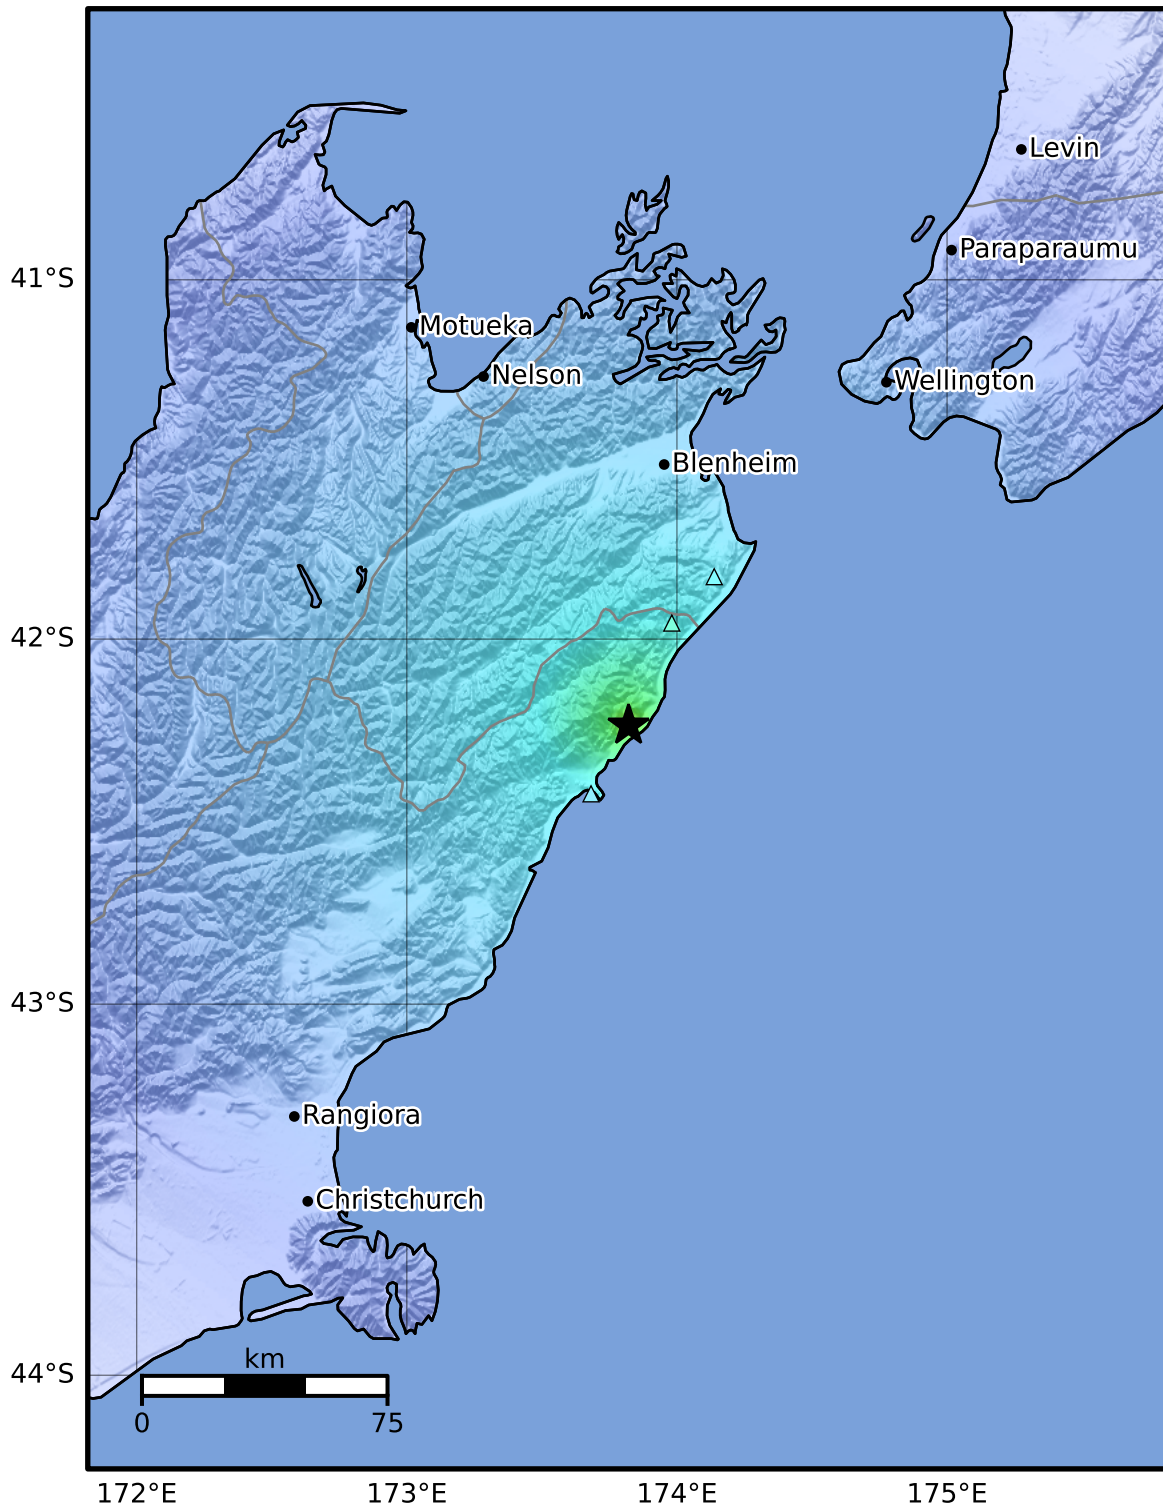 Levin
Paraparaumu
41°S
Motueka
Nelson
Wellington
Blenheim
42°S
43°S
Rangiora
Christchurch
km
44°S
0
75
172°E
173°E
174°E
175°E